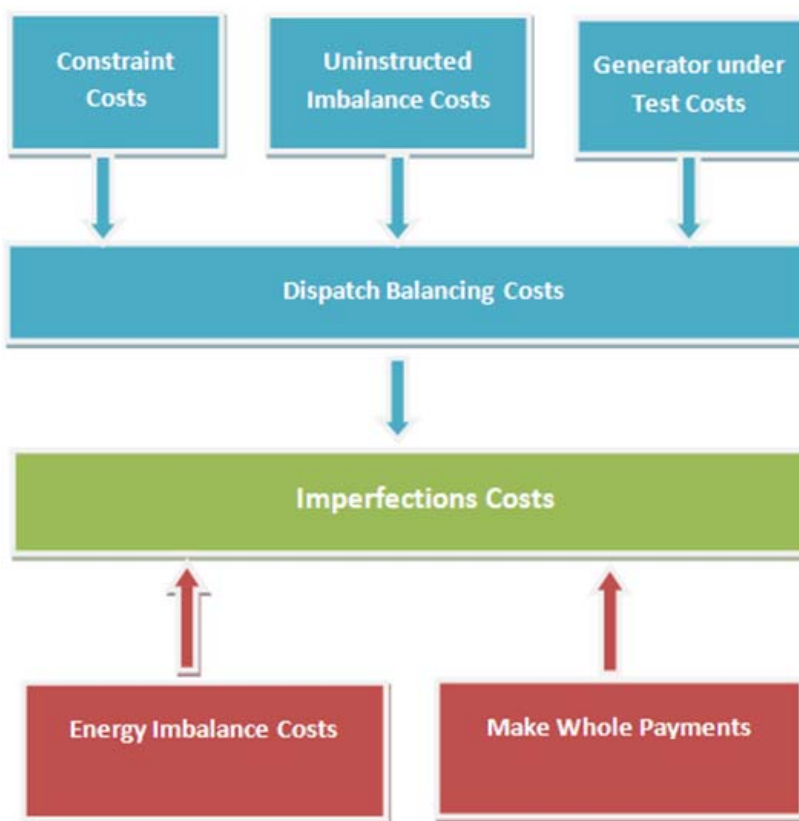 Constraint
Costs
Uninstructed
Imbalance Costs
Generator under
Test Costs
Dispatch Balancing Costs
Imperfections Costs
Energy Imbalance Costs
Make Whole Payments